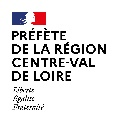 PRÉFÈTE
DE LA RÉGION
CENTRE-VAL
DE LOIRE
Liberté
Égalité
Fraternité